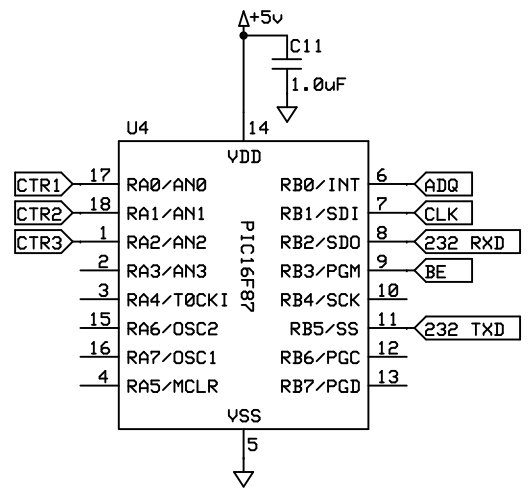 +5v
C11
1.0uF
U4
14
VDD
CTR1 17 RA0/AN0 RB0/INT 6 ADQ
CTR2 18 RA1/AN1 RB1/SDI 7 CLK
CTR3 1 RA2/AN2 RB2/SDO 8 232 RXD
2 RA3/AN3 RB3/PGM 9 BE
3 RA4/T0CKI RB4/SCK 10
15 RA6/OSC2 RB5/SS 11 232 TXD
16 RA7/OSC1 RB6/PGC 12
4 RA5/MCLR RB7/PGD 13
PIC16F87
VSS
5